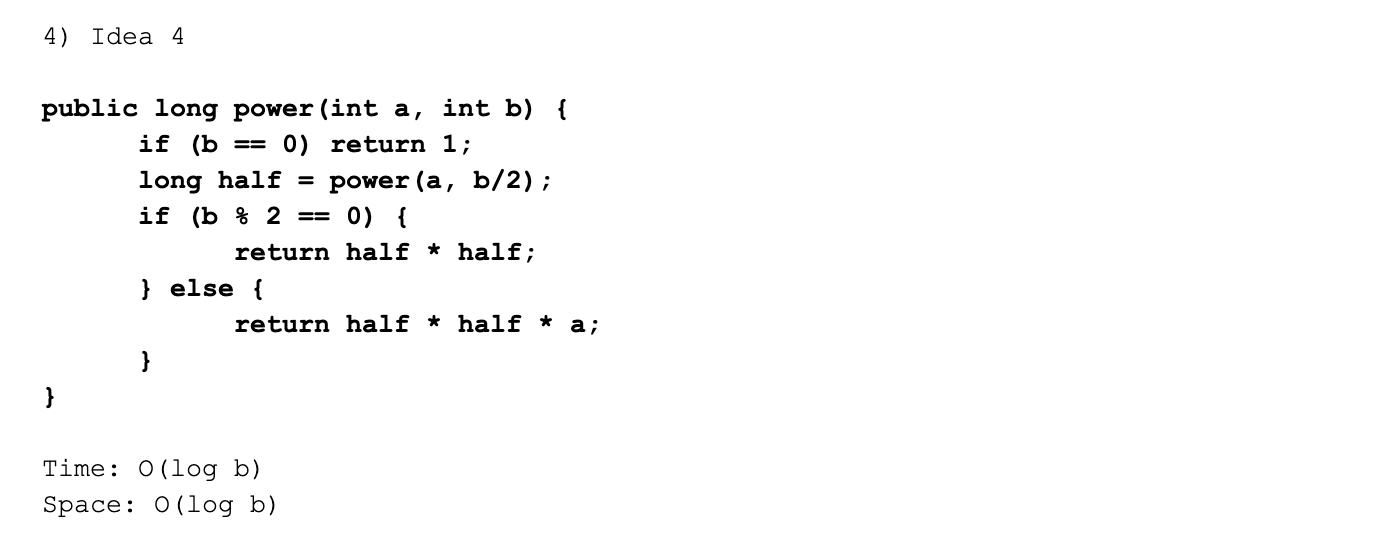 4) Idea 4
public long power(int a, int b) {
if (b == 0) return 1;
long half = power(a, b/2);
if (b % 2 == 0) {
return half * half;
} else {
return half * half * a;
}
}
Time: O(log b)
Space: O(log b)